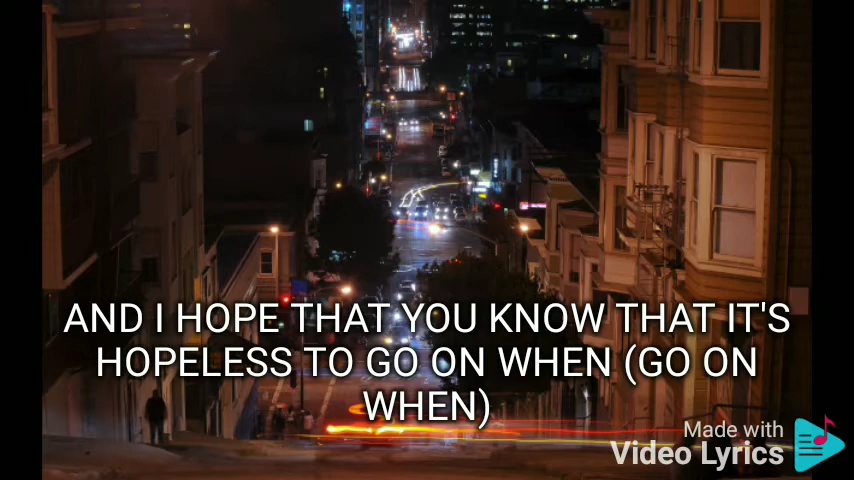 AND I HOPE THAT YOU KNOW THAT IT'S
HOPELESS TO GO ON WHEN (GO ON
WHEN)
Made with
Video Lyrics